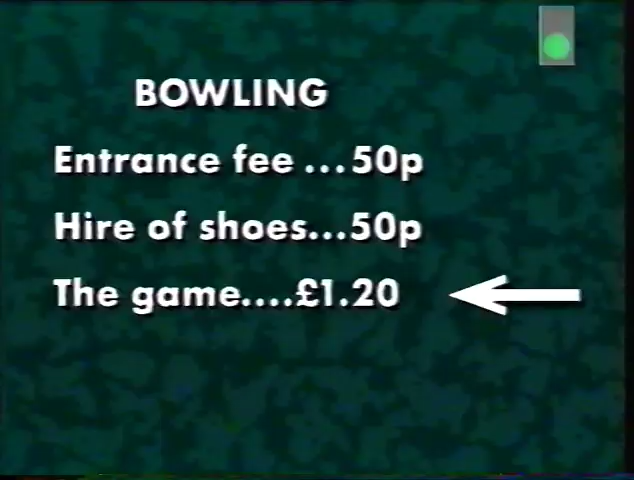 BOWLING
Entrance fee ...50p
Hire of shoes...50p
The game....£1.20